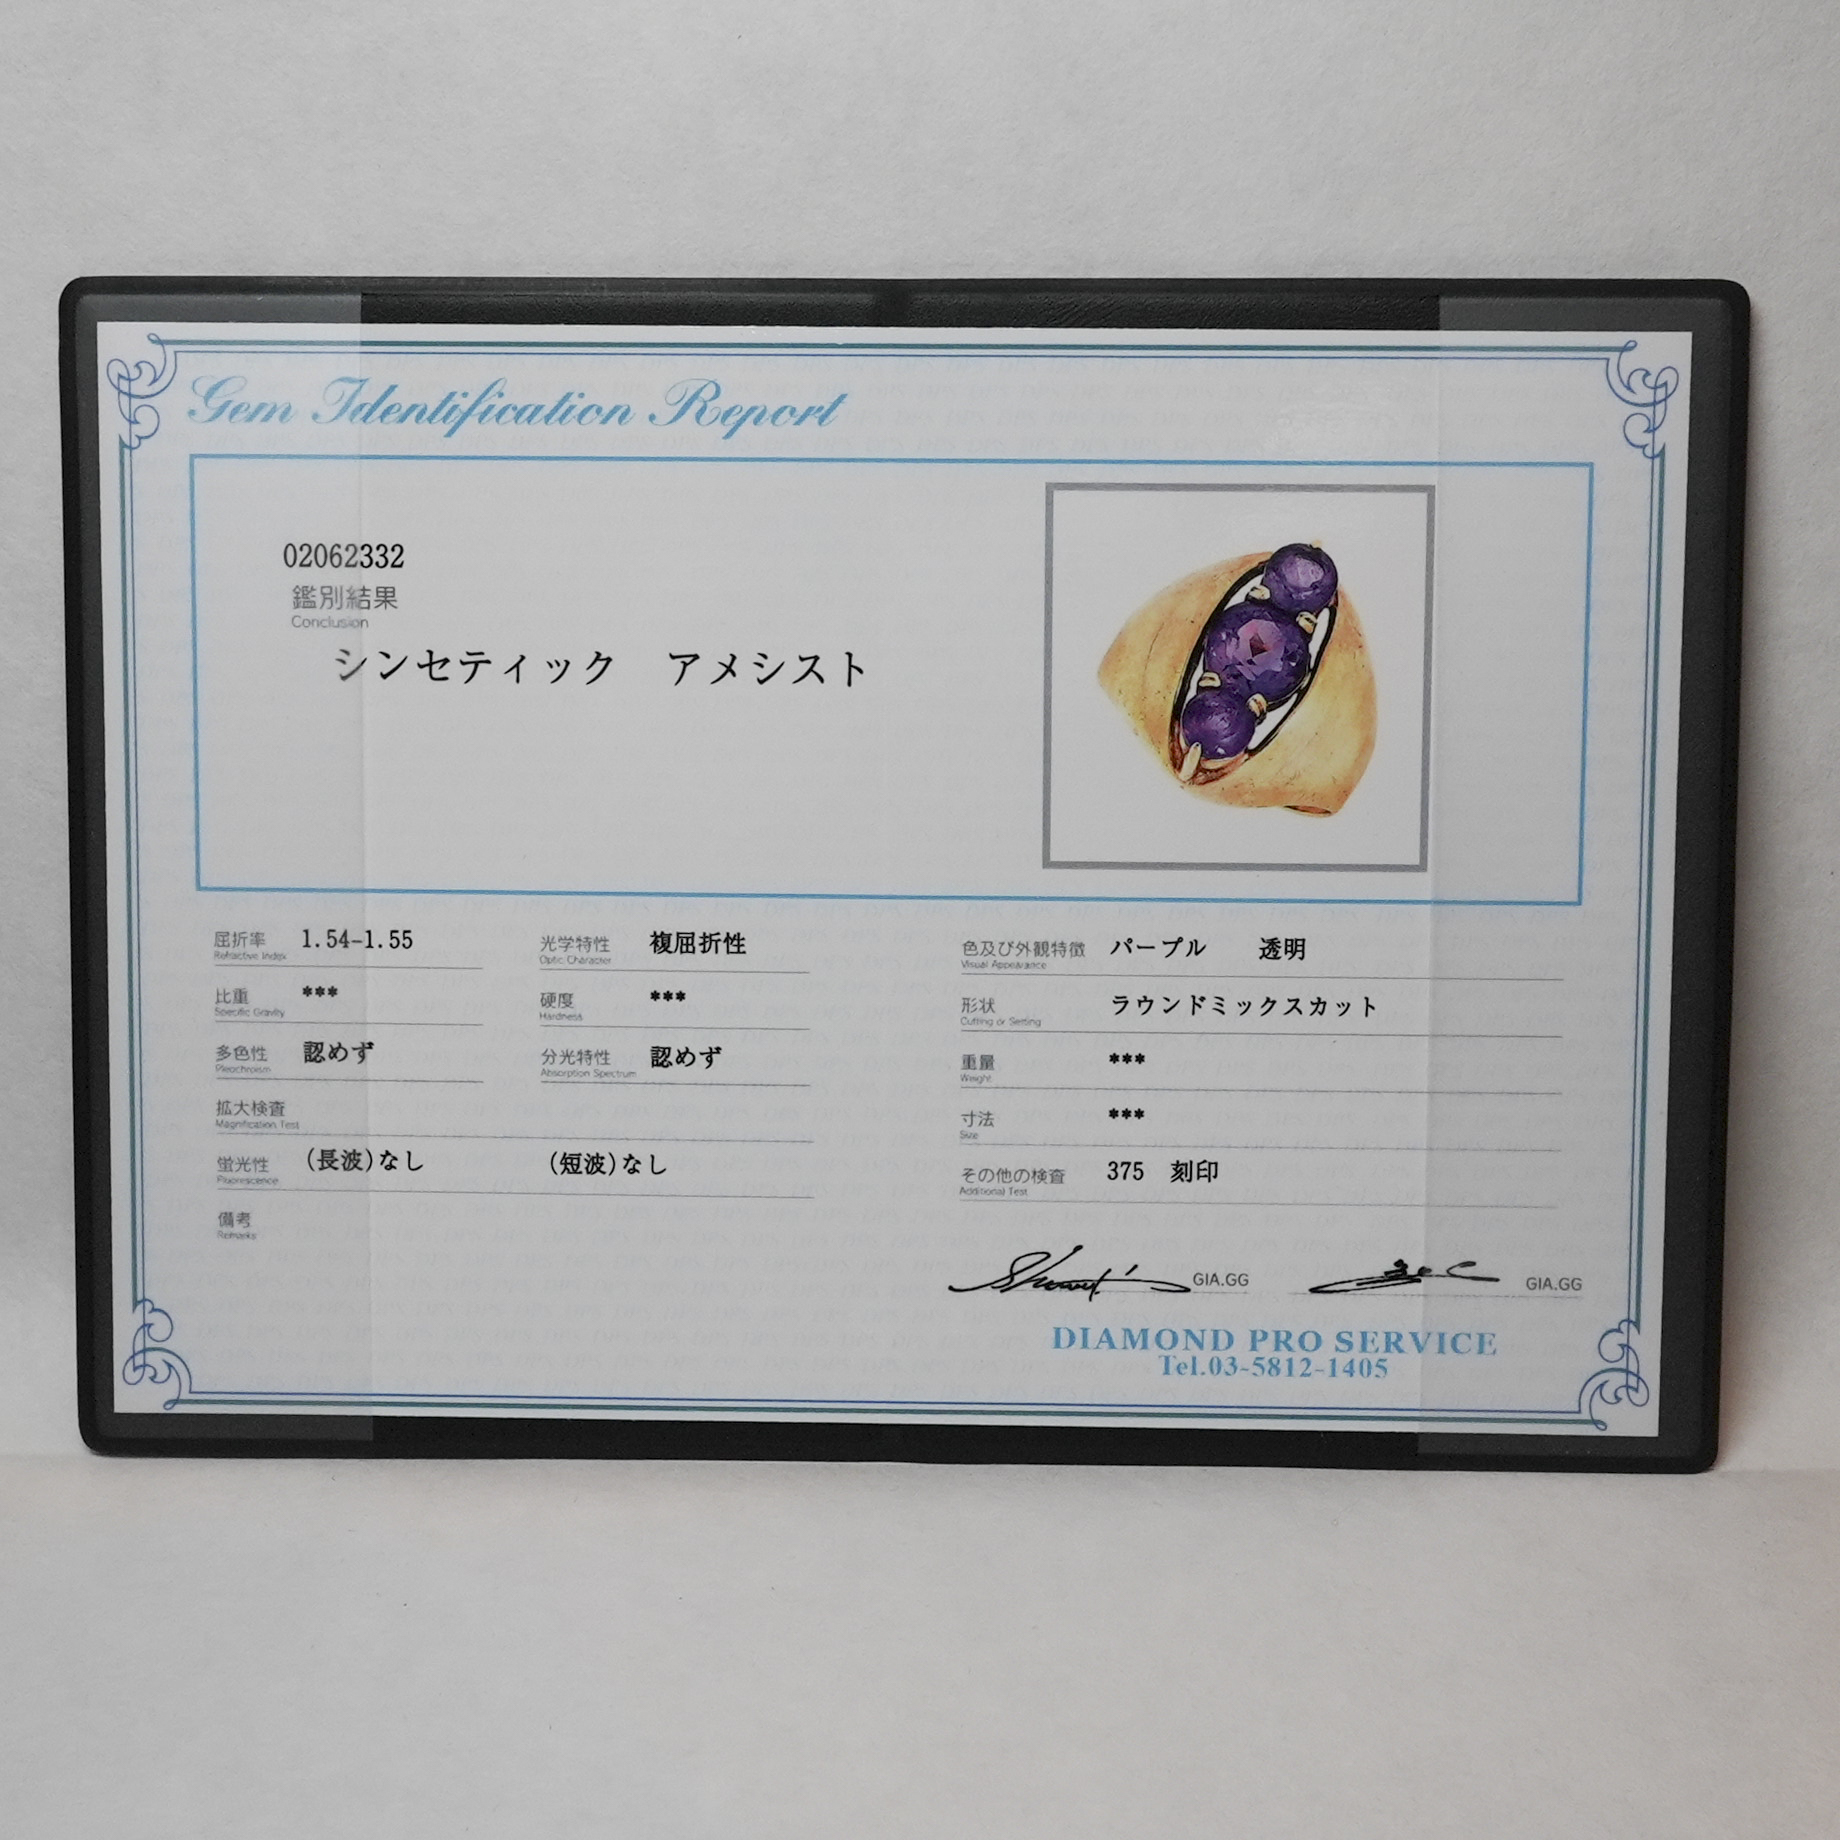 Gem Identification Report
02062332
鑑別結果
Conclusion
シンセティック アメシスト
屈折率 1.54-1.55
Refractive Index
光学特性 複屈折性
Optic Character
色及び外観特徴 パープル 透明
Visual Appearance
比重 ***
Specific Gravity
硬度 ***
Hardness
形状 ラウンドミックスカット
Cutting or Setting
多色性 認めず
Pleochroism
分光特性 認めず
Absorption Spectrum
重量 ***
Weight
拡大検査
Magnification Test
寸法 ***
Size
蛍光性 (長波)なし (短波)なし
Fluorescence
その他の検査 375 刻印
Additional Test
備考
Remarks
GIA.GG
GIA.GG
DIAMOND PRO SERVICE
Tel.03-5812-1405